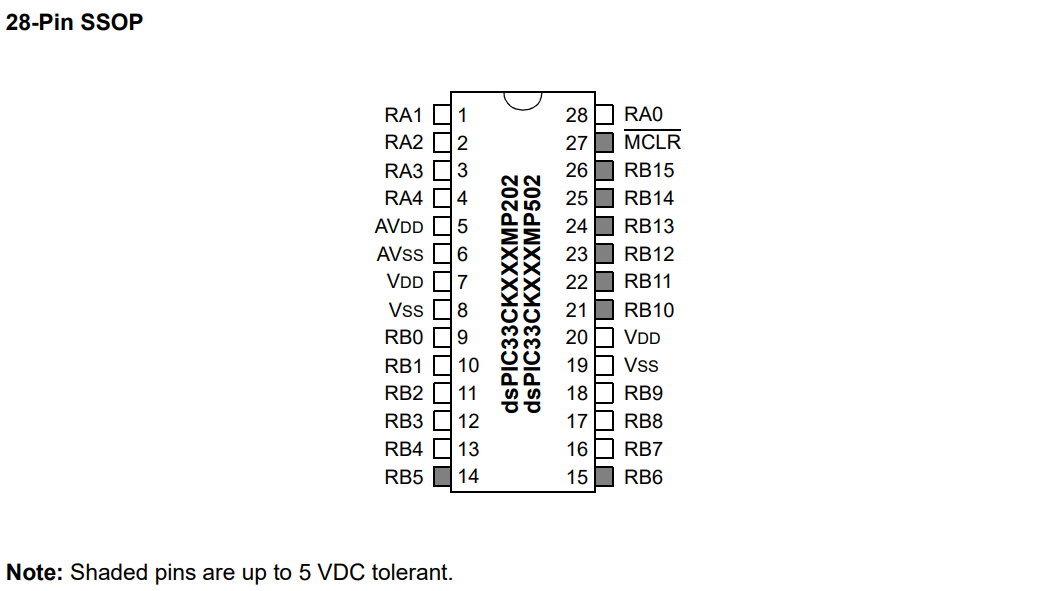 28-Pin SSOP
RA1 1 28 RA0
RA2 2 27 MCLR
RA3 3 26 RB15
RA4 4 25 RB14
AVDD 5 24 RB13
AVSS 6 23 RB12
VDD 7 22 RB11
VSS 8 21 RB10
RB0 9 20 VDD
RB1 10 19 VSS
RB2 11 18 RB9
RB3 12 17 RB8
RB4 13 16 RB7
RB5 14 15 RB6
dsPIC33CKXXXMP202
dsPIC33CKXXXMP502
Note: Shaded pins are up to 5 VDC tolerant.